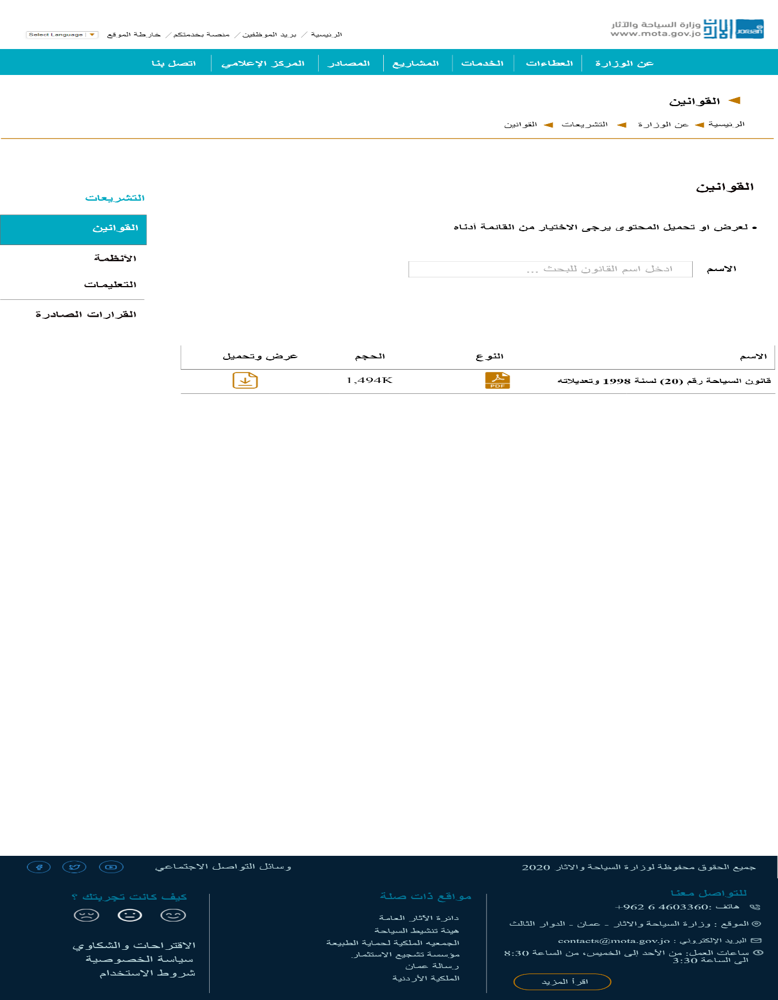 وزارة السياحة والآثار
www.mota.gov.jo
Jordan
الرئيسية / بريد الموظفين / منصة بخدمتكم / خارطة الموقع
Select Language
عن الوزارة | العطاءات | الخدمات | المشاريع | المصادر | المركز الإعلامي | اتصل بنا
القوانين
الرئيسية عن الوزارة التشريعات القوانين
القوانين
• لعرض او تحميل المحتوى يرجى الاختيار من القائمة أدناه
الاسم ادخل اسم القانون للبحث ...
التشريعات
القوانين
الأنظمة
التعليمات
القرارات الصادرة
الاسم النوع الحجم عرض وتحميل
قانون السياحة رقم (20) لسنة 1998 وتعديلاته PDF 1,494K
جميع الحقوق محفوظة لوزارة السياحة والاثار 2020
وسائل التواصل الاجتماعي
للتواصل معنا
هاتف :4603360 6 962+
الموقع : وزارة السياحة والاثار - عمان - الدوار الثالث
البريد الإلكتروني : contacts@mota.gov.jo
ساعات العمل: من الأحد إلى الخميس، من الساعة 8:30
الى الساعة 3:30
اقرأ المزيد
مواقع ذات صلة
دائرة الآثار العامة
هيئة تنشيط السياحة
الجمعيه الملكية لحماية الطبيعة
مؤسسة تشجيع الاستثمار.
رسالة عمان
الملكية الأردنية
كيف كانت تجربتك ؟
الاقتراحات والشكاوي
سياسة الخصوصية
شروط الاستخدام